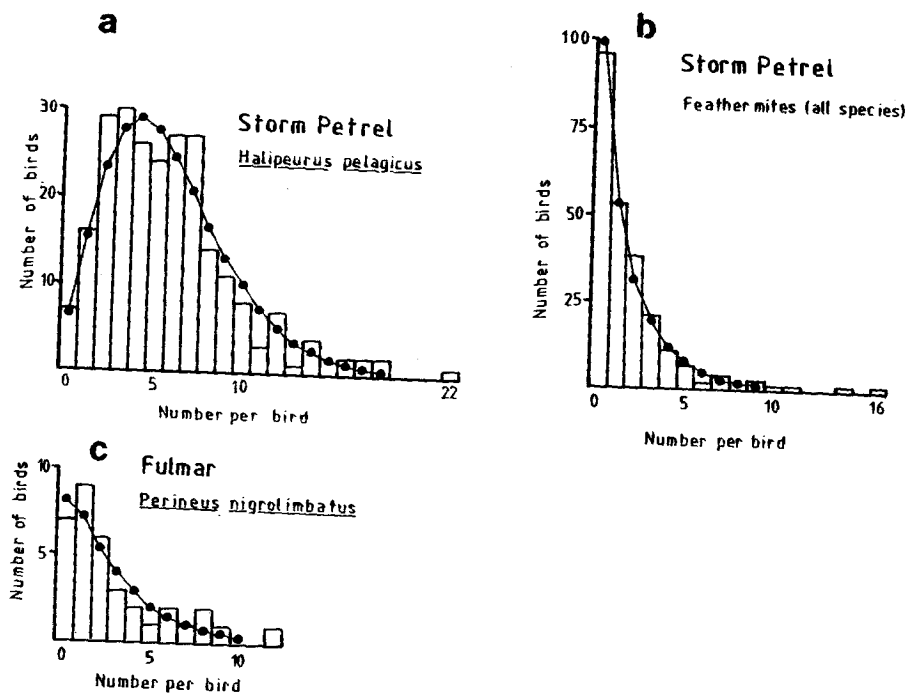 a
Storm Petrel
Halipeurus pelagicus
Number of birds
30
20
10
0 5 10 22
Number per bird
b
Storm Petrel
Feather mites (all species)
Number of birds
100
75
50
25
0 5 10 16
Number per bird
c
Fulmar
Perineus nigrolimbatus
Number of birds
10
5
0 5 10
Number per bird